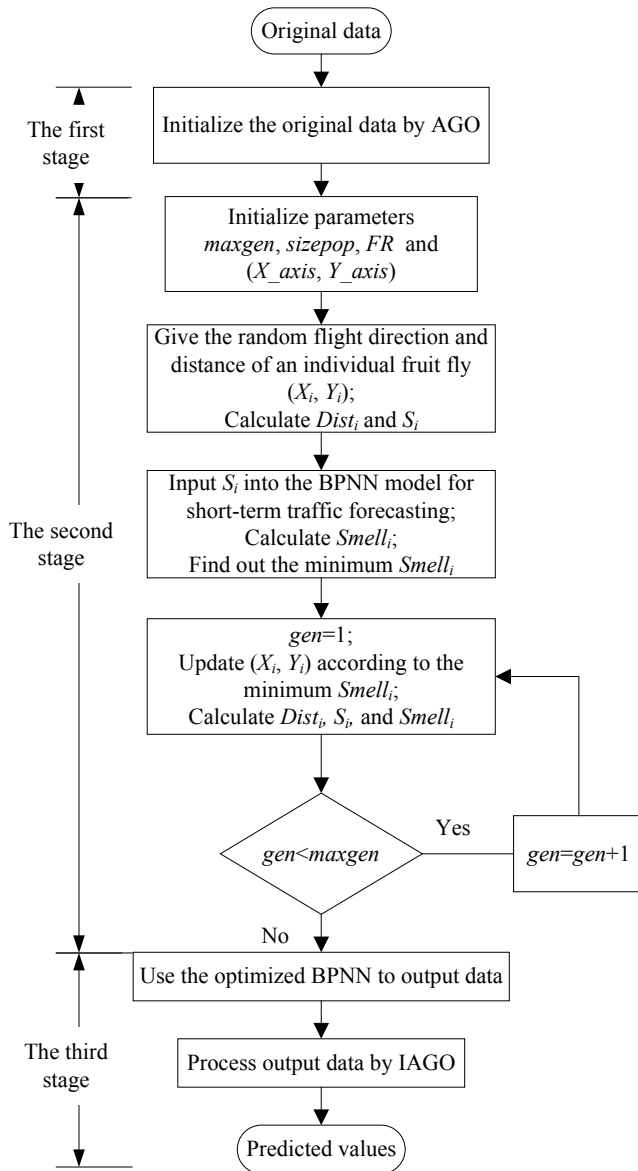 Original data
The first
stage
Initialize the original data by AGO
Initialize parameters
maxgen, sizepop, FR and
(X_axis, Y_axis)
Give the random flight direction and
distance of an individual fruit fly
(Xi, Yi);
Calculate Disti and Si
The second
stage
Input Si into the BPNN model for
short-term traffic forecasting;
Calculate Smelli;
Find out the minimum Smelli
gen=1;
Update (Xi, Yi) according to the
minimum Smelli;
Calculate Disti, Si, and Smelli
gen<maxgen
Yes
gen=gen+1
No
Use the optimized BPNN to output data
The third
stage
Process output data by IAGO
Predicted values